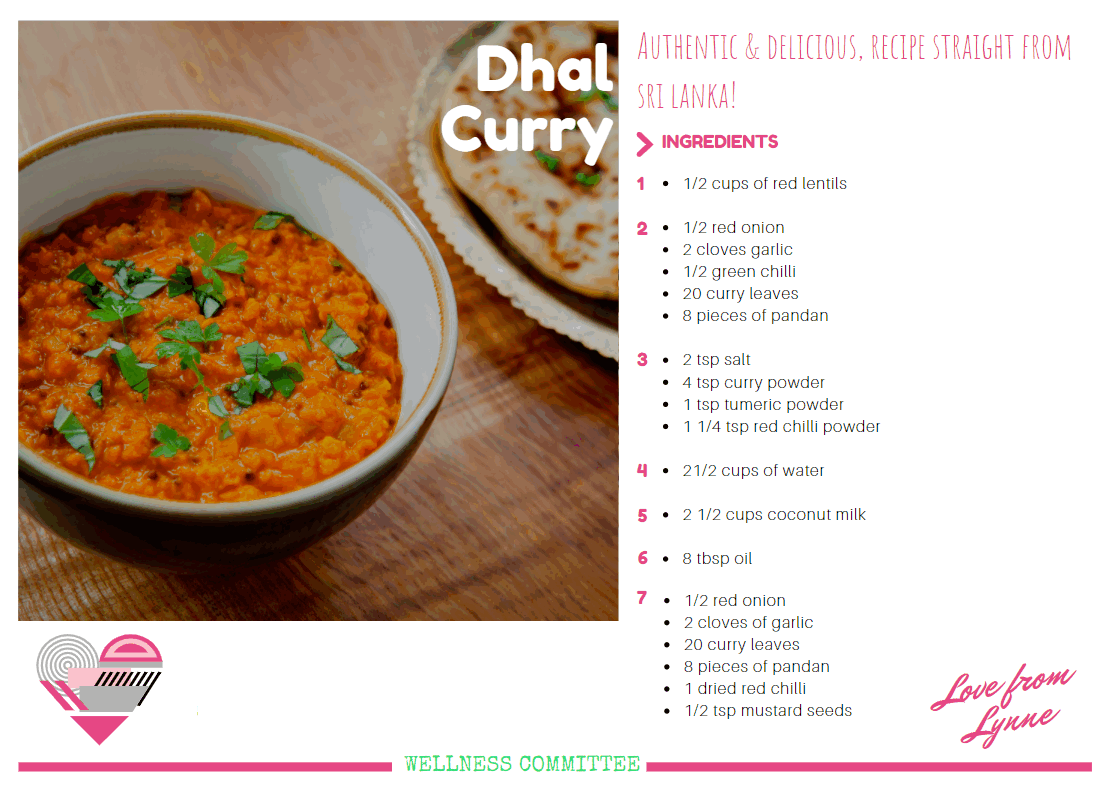 Dhal
Curry
Authentic & delicious, recipe straight from
Sri Lanka!
INGREDIENTS
1 • 1/2 cups of red lentils
2 • 1/2 red onion
• 2 cloves garlic
• 1/2 green chilli
• 20 curry leaves
• 8 pieces of pandan
3 • 2 tsp salt
• 4 tsp curry powder
• 1 tsp tumeric powder
• 1 1/4 tsp red chilli powder
4 • 21/2 cups of water
5 • 2 1/2 cups coconut milk
6 • 8 tbsp oil
7 • 1/2 red onion
• 2 cloves of garlic
• 20 curry leaves
• 8 pieces of pandan
• 1 dried red chilli
• 1/2 tsp mustard seeds
Love from
Lynne
WELLNESS COMMITTEE